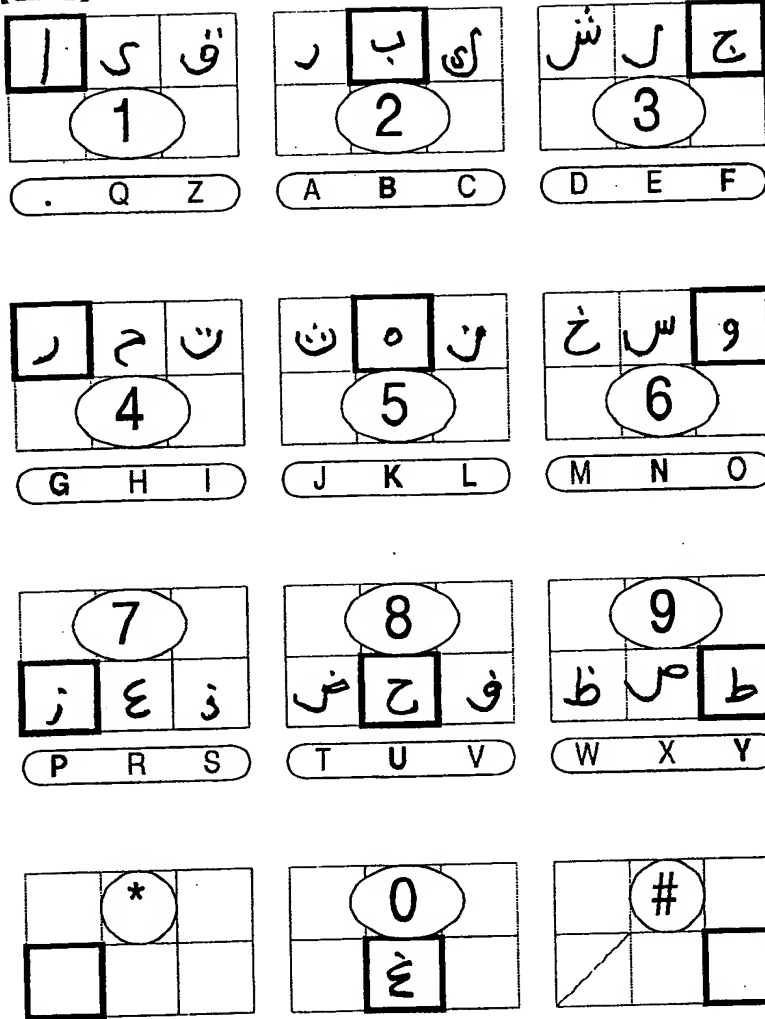 ا ى ق
1
. Q Z
ر ب ك
2
A B C
ش ل ج
3
D E F
د م ت
4
G H I
ث ه ن
5
J K L
خ س و
6
M N O
7
ز ع ذ
P R S
8
ض ح ف
T U V
9
ظ ص ط
W X Y
*
0
غ
#